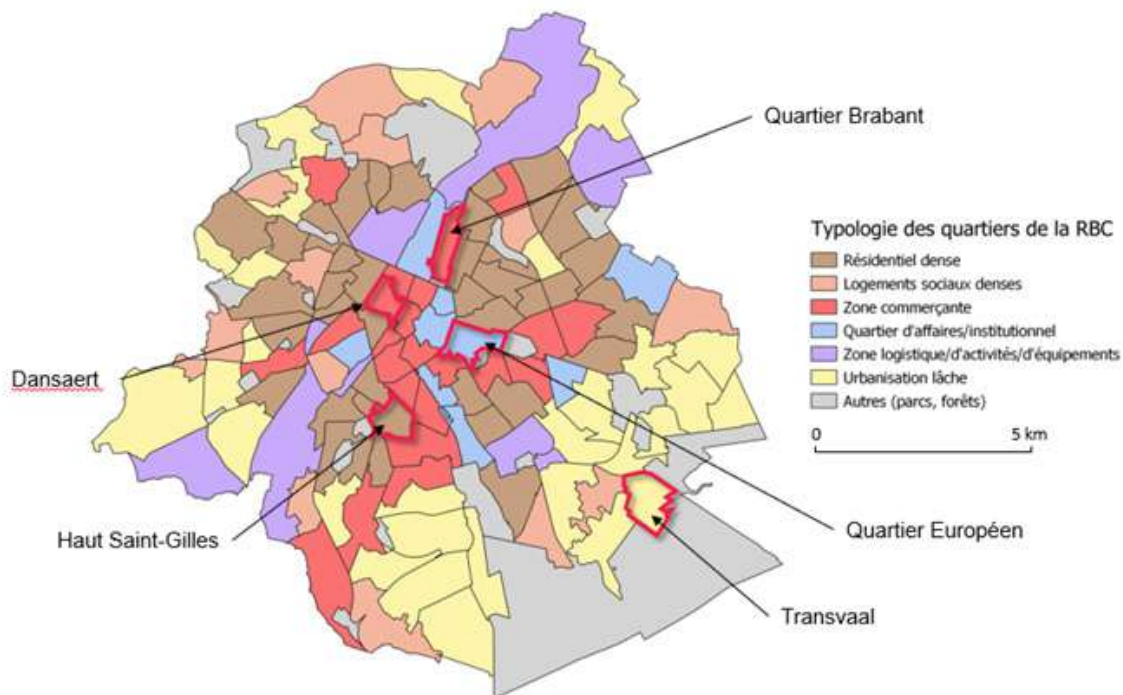 Quartier Brabant
Typologie des quartiers de la RBC
Résidentiel dense
Logements sociaux denses
Zone commerçante
Quartier d'affaires/institutionnel
Zone logistique/d'activités/d'équipements
Urbanisation lâche
Autres (parcs, forêts)
0 5 km
Dansaert
Haut Saint-Gilles
Quartier Européen
Transvaal